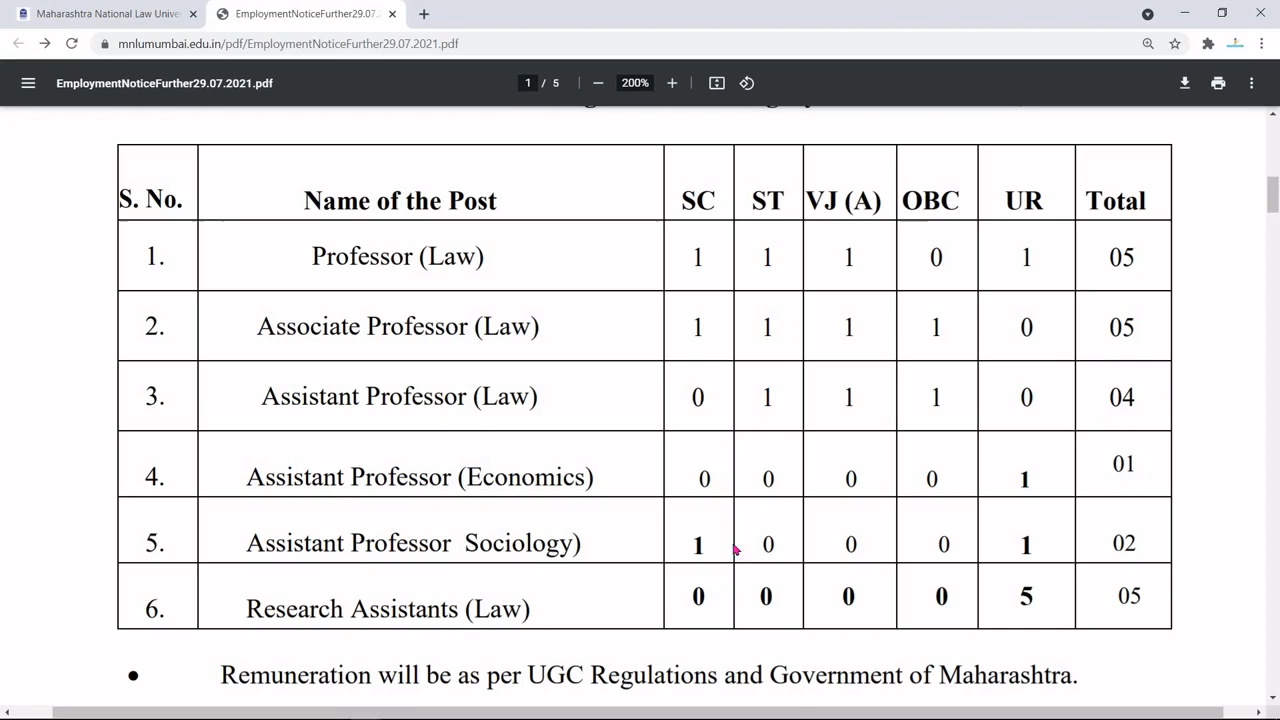 Maharashtra National Law Unive
EmploymentNoticeFurther29.07.202
mnlumumbai.edu.in/pdf/EmploymentNoticeFurther29.07.2021.pdf
EmploymentNoticeFurther29.07.2021.pdf 1 / 5 200%
S. No. Name of the Post SC ST VJ (A) OBC UR Total
1. Professor (Law) 1 1 1 0 1 05
2. Associate Professor (Law) 1 1 1 1 0 05
3. Assistant Professor (Law) 0 1 1 1 0 04
4. Assistant Professor (Economics) 0 0 0 0 1 01
5. Assistant Professor Sociology) 1 0 0 0 1 02
6. Research Assistants (Law) 0 0 0 0 5 05
• Remuneration will be as per UGC Regulations and Government of Maharashtra.